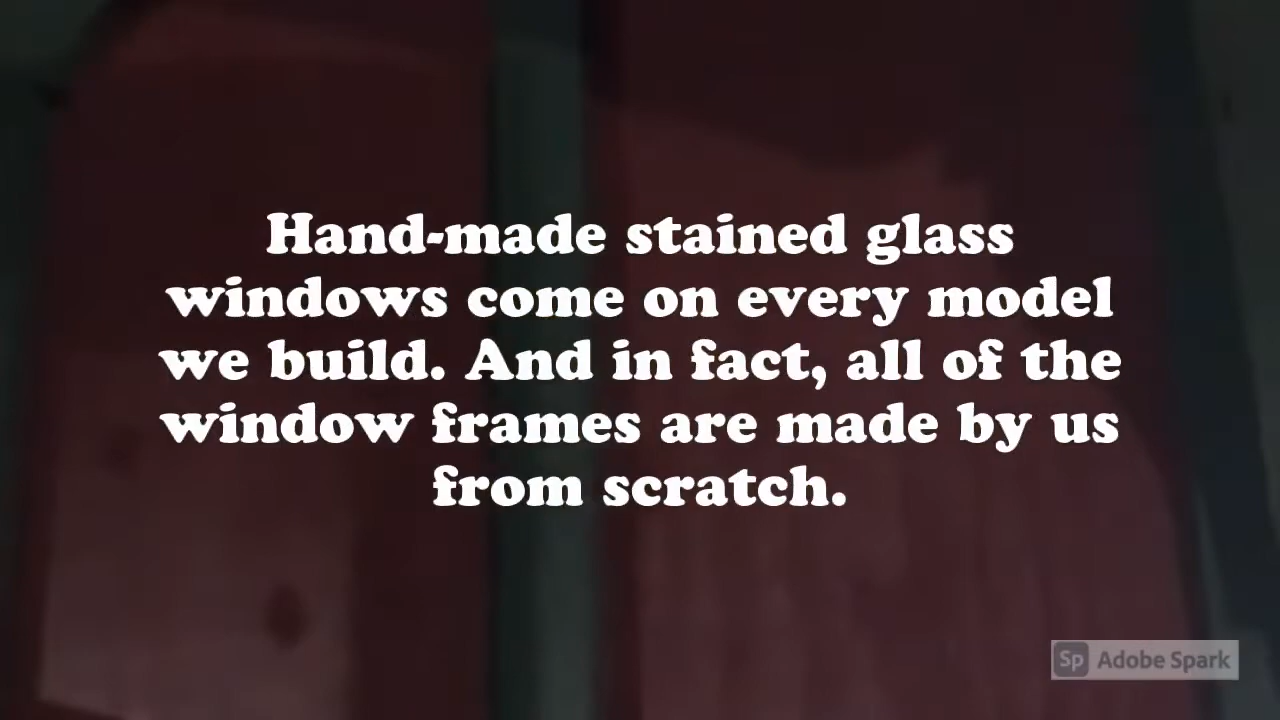 Hand-made stained glass
windows come on every model
we build. And in fact, all of the
window frames are made by us
from scratch.
Sp Adobe Spark